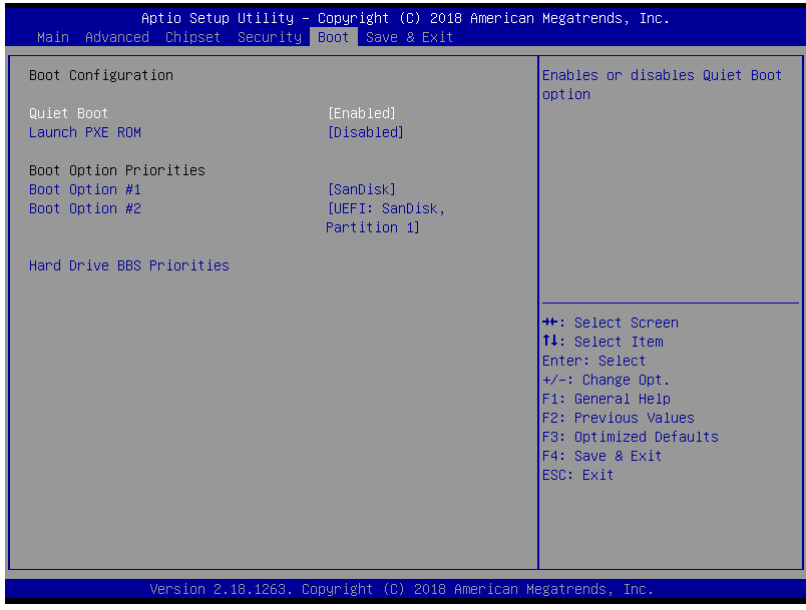 Aptio Setup Utility – Copyright (C) 2018 American Megatrends, Inc.
Main Advanced Chipset Security Boot Save & Exit
Boot Configuration
Quiet Boot [Enabled]
Launch PXE ROM [Disabled]
Boot Option Priorities
Boot Option #1 [SanDisk]
Boot Option #2 [UEFI: SanDisk,
Partition 1]
Hard Drive BBS Priorities
Enables or disables Quiet Boot
option
→←: Select Screen
↑↓: Select Item
Enter: Select
+/-: Change Opt.
F1: General Help
F2: Previous Values
F3: Optimized Defaults
F4: Save & Exit
ESC: Exit
Version 2.18.1263. Copyright (C) 2018 American Megatrends, Inc.